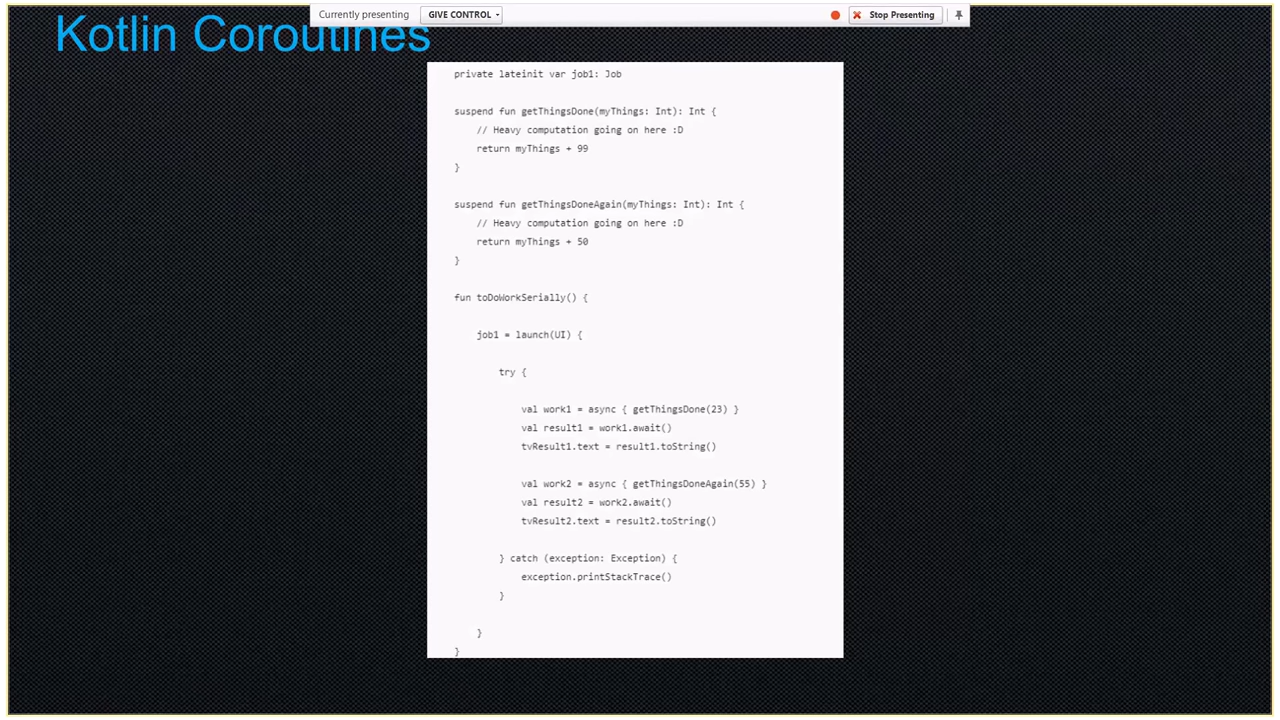 Currently presenting GIVE CONTROL Stop Presenting
Kotlin Coroutines
private lateinit var job1: Job
suspend fun getThingsDone(myThings: Int): Int {
// Heavy computation going on here :D
return myThings + 99
}
suspend fun getThingsDoneAgain(myThings: Int): Int {
// Heavy computation going on here :D
return myThings + 50
}
fun toDoWorkSerially() {
job1 = launch(UI) {
try {
val work1 = async { getThingsDone(23) }
val result1 = work1.await()
tvResult1.text = result1.toString()
val work2 = async { getThingsDoneAgain(55) }
val result2 = work2.await()
tvResult2.text = result2.toString()
} catch (exception: Exception) {
exception.printStackTrace()
}
}
}